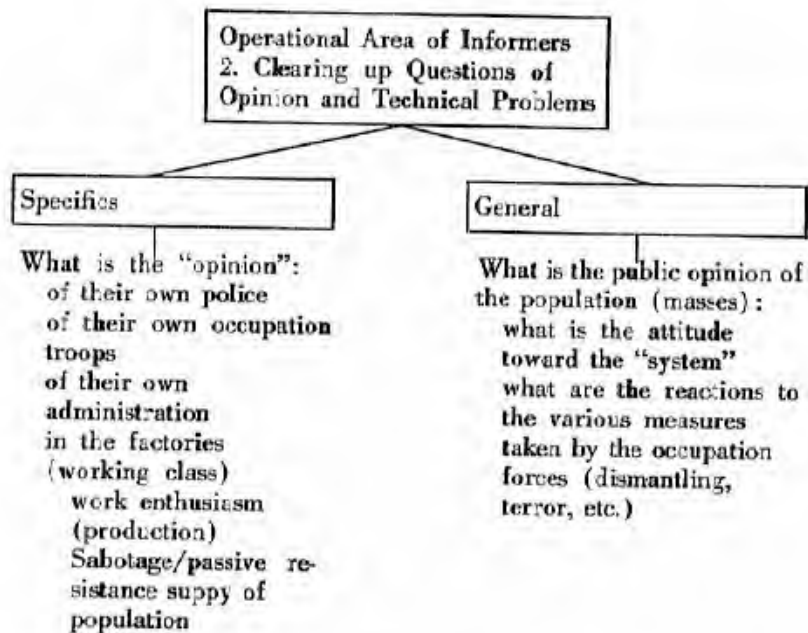 Operational Area of Informers
2. Clearing up Questions of
Opinion and Technical Problems
Specifics
What is the “opinion”:
of their own police
of their own occupation
troops
of their own
administration
in the factories
(working class)
work enthusiasm
(production)
Sabotage/passive re-
sistance suppy of
population
General
What is the public opinion of
the population (masses):
what is the attitude
toward the “system”
what are the reactions to
the various measures
taken by the occupation
forces (dismantling,
terror, etc.)